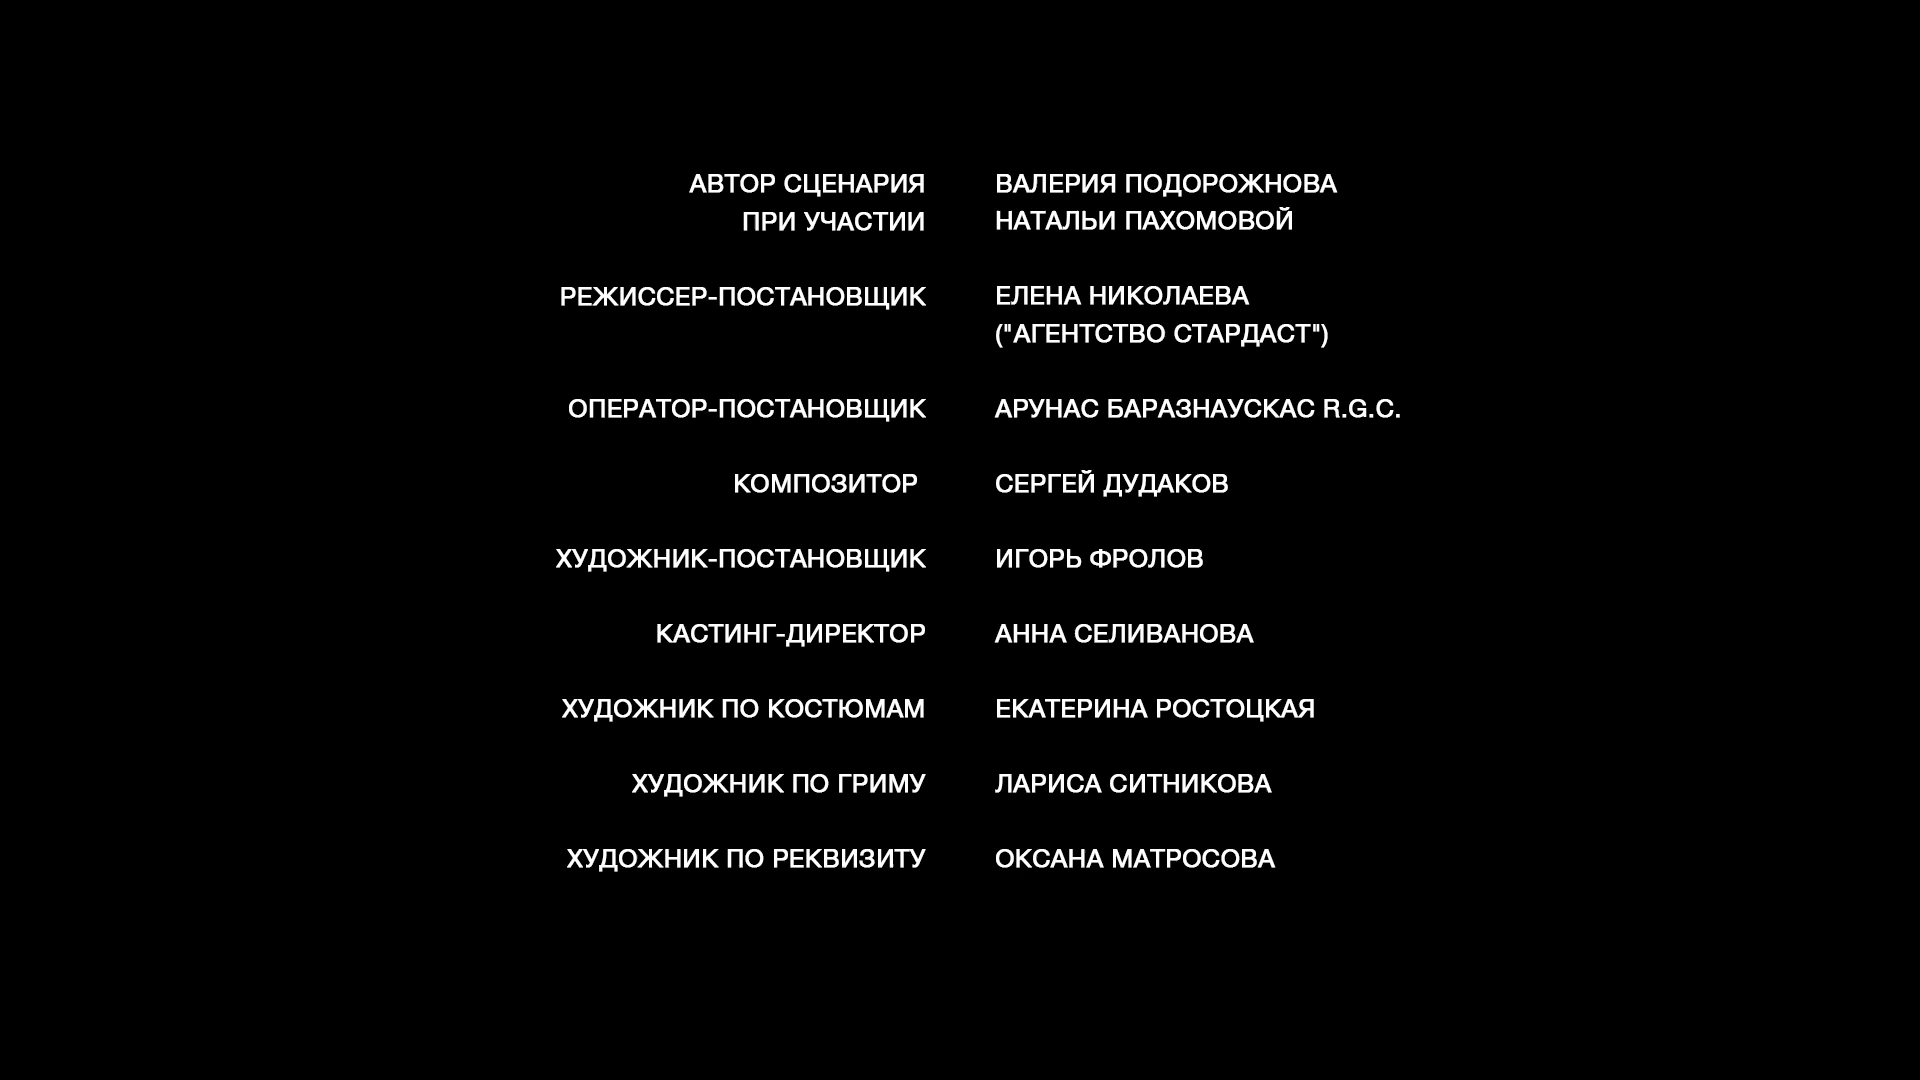 АВТОР СЦЕНАРИЯ ВАЛЕРИЯ ПОДОРОЖНОВА
ПРИ УЧАСТИИ НАТАЛЬИ ПАХОМОВОЙ
РЕЖИССЕР-ПОСТАНОВЩИК ЕЛЕНА НИКОЛАЕВА
("АГЕНТСТВО СТАРДАСТ")
ОПЕРАТОР-ПОСТАНОВЩИК АРУНАС БАРАЗНАУСКАС R.G.C.
КОМПОЗИТОР СЕРГЕЙ ДУДАКОВ
ХУДОЖНИК-ПОСТАНОВЩИК ИГОРЬ ФРОЛОВ
КАСТИНГ-ДИРЕКТОР АННА СЕЛИВАНОВА
ХУДОЖНИК ПО КОСТЮМАМ ЕКАТЕРИНА РОСТОЦКАЯ
ХУДОЖНИК ПО ГРИМУ ЛАРИСА СИТНИКОВА
ХУДОЖНИК ПО РЕКВИЗИТУ ОКСАНА МАТРОСОВА